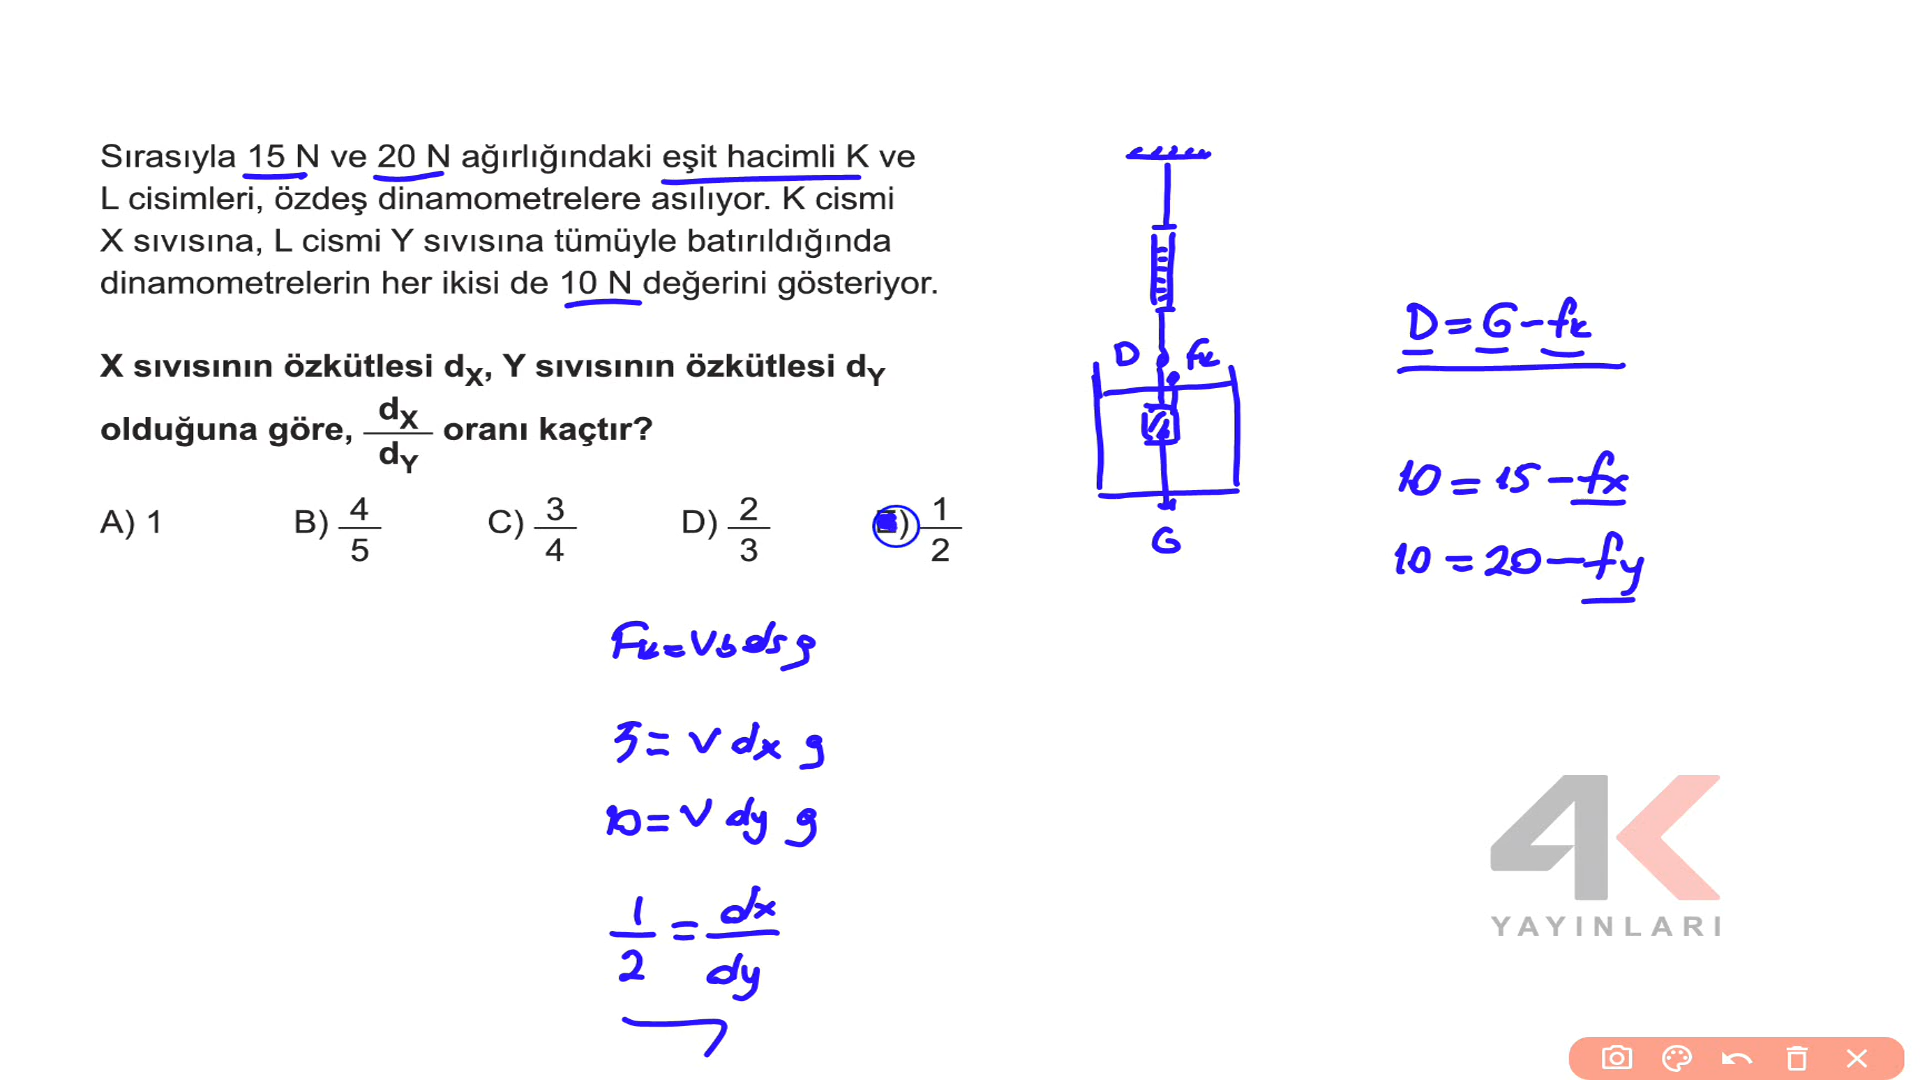 Sırasıyla 15 N ve 20 N ağırlığındaki eşit hacimli K ve
L cisimleri, özdeş dinamometrelere asılıyor. K cismi
X sıvısına, L cismi Y sıvısına tümüyle batırıldığında
dinamometrelerin her ikisi de 10 N değerini gösteriyor.
X sıvısının özkütlesi dX, Y sıvısının özkütlesi dY
olduğuna göre, dX/dY oranı kaçtır?
A) 1 B) 4/5 C) 3/4 D) 2/3 E) 1/2
D fk
G
D = G - fk
10 = 15 - fx
10 = 20 - fy
Fk = Vb ds g
5 = V dx g
10 = V dy g
1/2 = dx/dy
4K
YAYINLARI